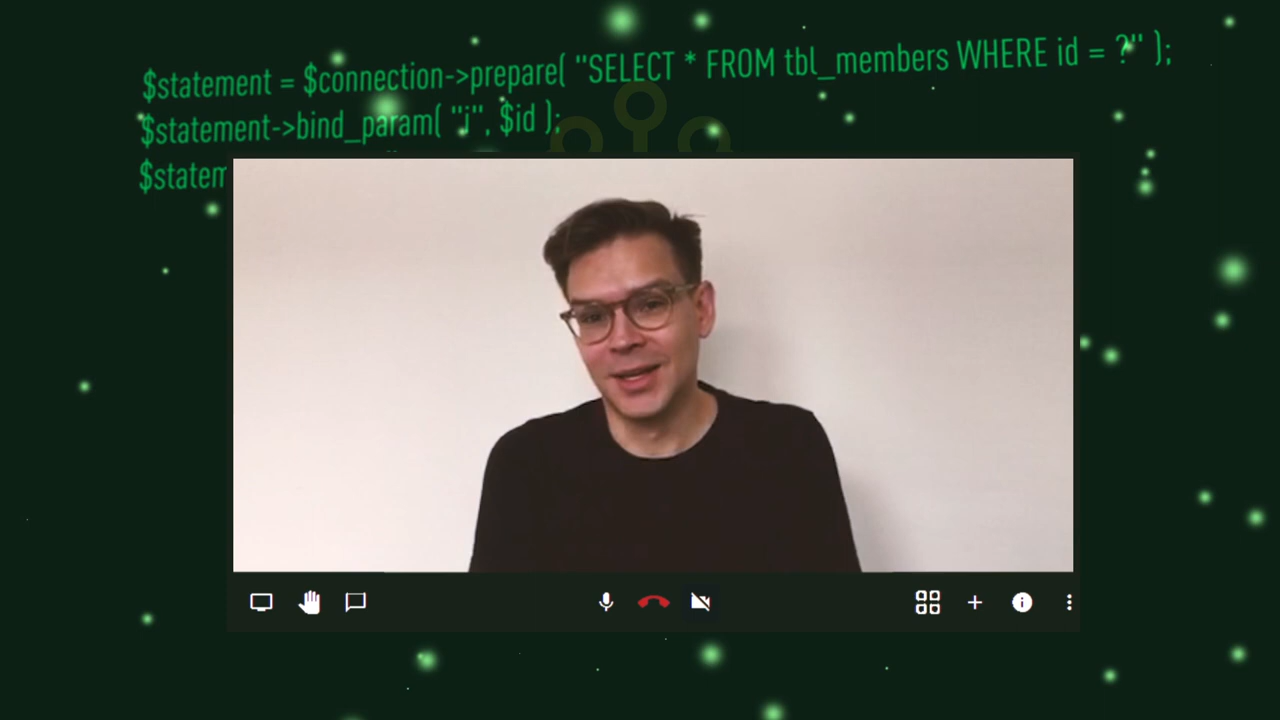 $statement = $connection->prepare( "SELECT * FROM tbl_members WHERE id = ?" );
$statement->bind_param( "i", $id );
$statem